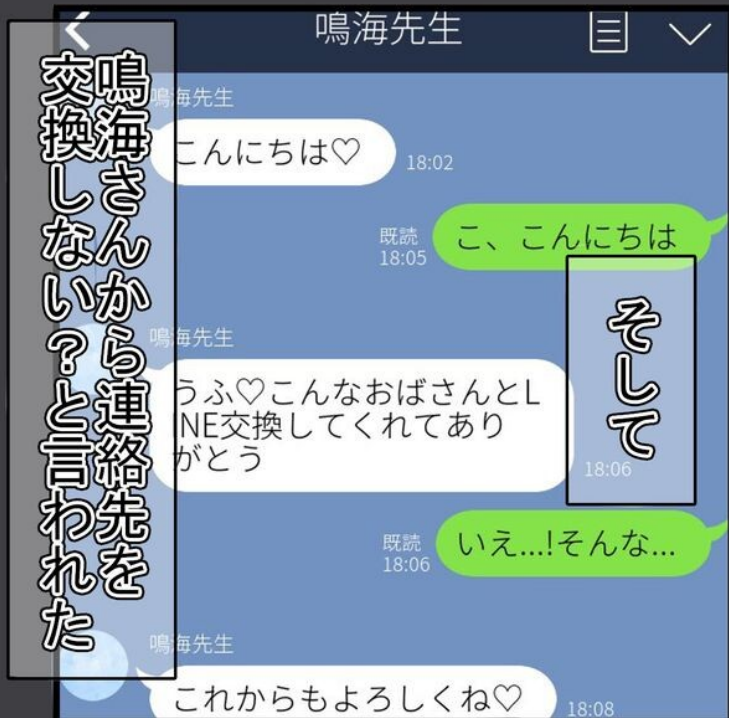 そして
鳴海さんから連絡先を
交換しない？と言われた
鳴海先生
鳴海先生
こんにちは♡
18:02
既読
18:05
こ、こんにちは
鳴海先生
うふ♡こんなおばさんとL
INE交換してくれてあり
がとう
18:06
既読
18:06
いえ...!そんな...
鳴海先生
これからもよろしくね♡
18:08